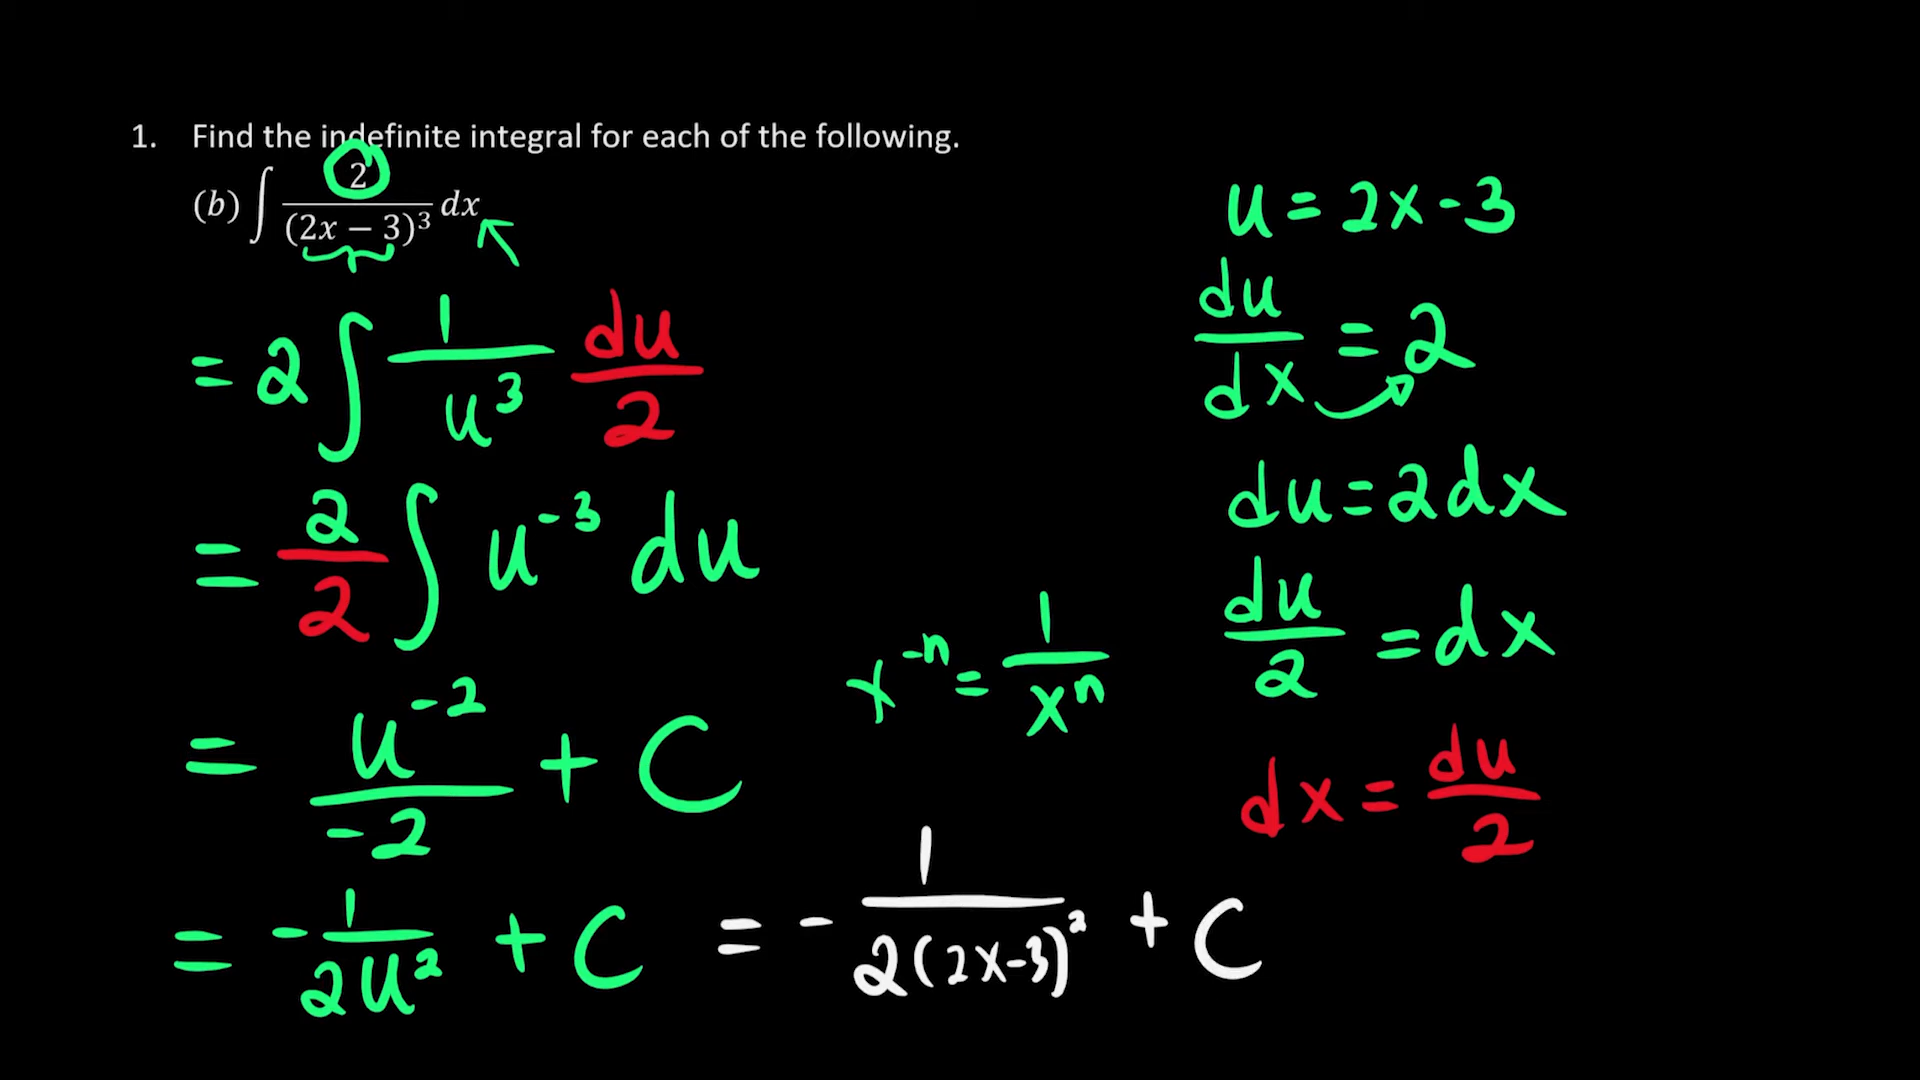 1. Find the indefinite integral for each of the following.
(b) ∫ 2/(2x − 3)³ dx
= 2 ∫ 1/u³ du/2
= 2/2 ∫ u⁻³ du
= u⁻²/-2 + C
= -1/2u² + C = -1/2(2x-3)² + C
x⁻ⁿ = 1/xⁿ
u = 2x-3
du/dx = 2
du = 2dx
du/2 = dx
dx = du/2